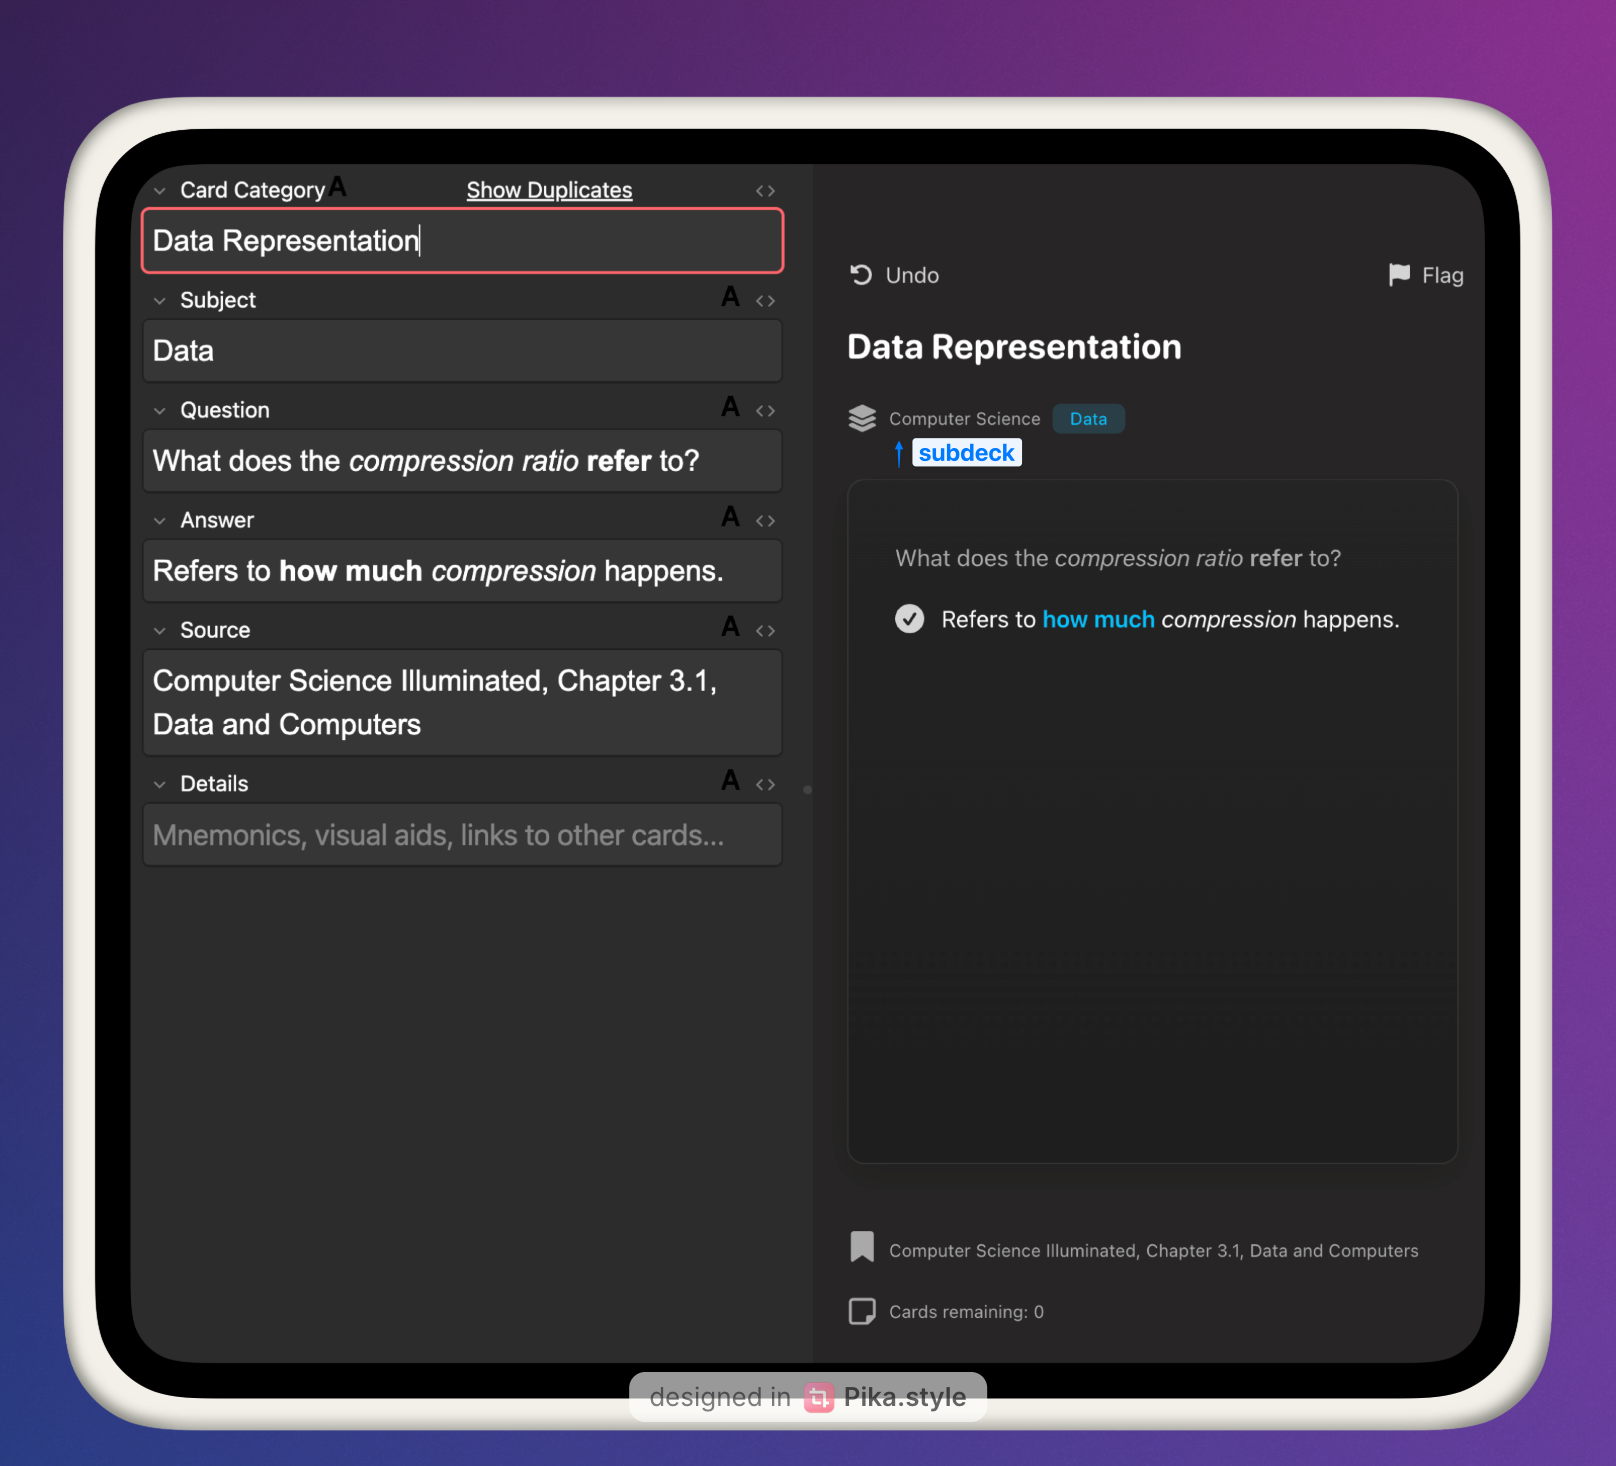 Card Category A Show Duplicates <>
Data Representation
Subject A <>
Data
Question A <>
What does the compression ratio refer to?
Answer A <>
Refers to how much compression happens.
Source A <>
Computer Science Illuminated, Chapter 3.1,
Data and Computers
Details A <>
Mnemonics, visual aids, links to other cards...
Undo Flag
Data Representation
Computer Science Data
subdeck
What does the compression ratio refer to?
Refers to how much compression happens.
Computer Science Illuminated, Chapter 3.1, Data and Computers
Cards remaining: 0
designed in Pika.style